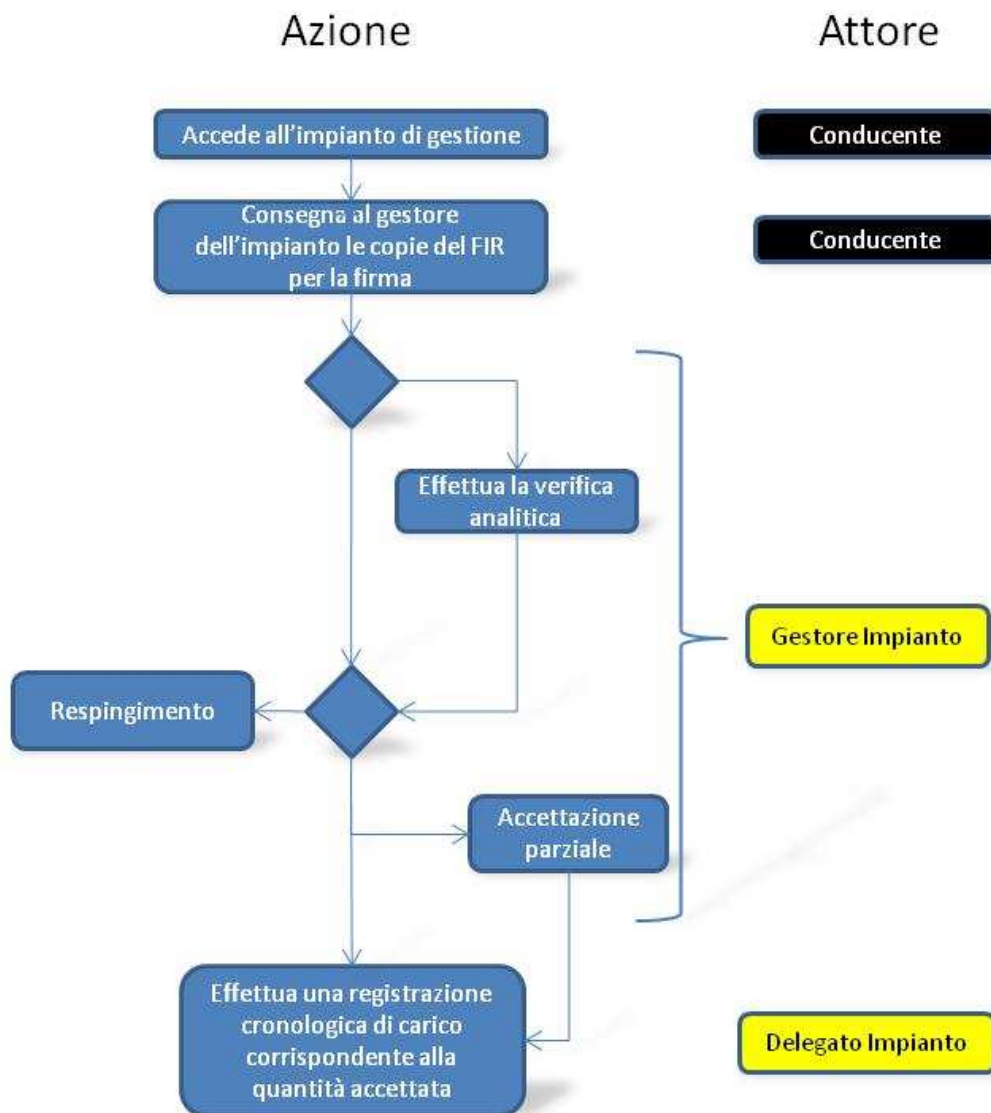 Azione
Attore
Accede all'impianto di gestione
Conducente
Consegna al gestore
dell'impianto le copie del FIR
per la firma
Conducente
Effettua la verifica
analitica
Gestore Impianto
Respingimento
Accettazione
parziale
Effettua una registrazione
cronologica di carico
corrispondente alla
quantità accettata
Delegato Impianto